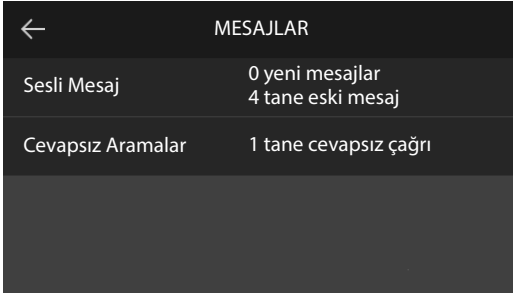 MESAJLAR
Sesli Mesaj
0 yeni mesajlar
4 tane eski mesaj
Cevapsız Aramalar
1 tane cevapsız çağrı